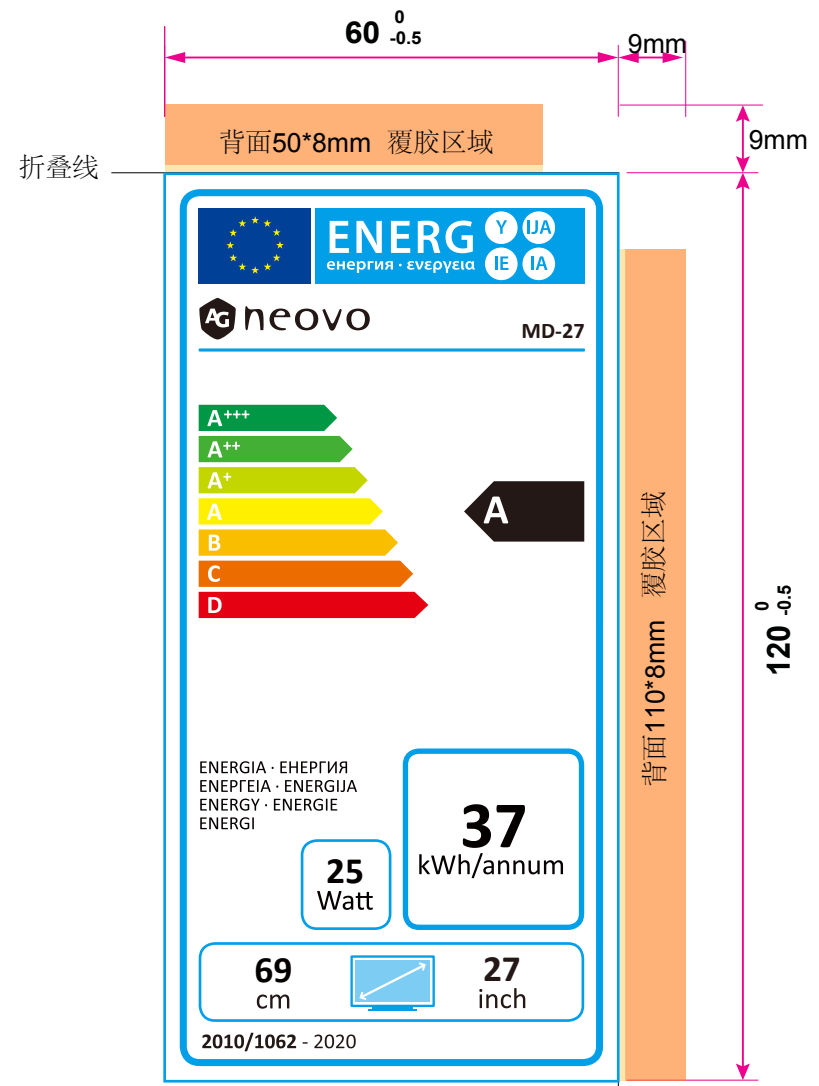 60 0 -0.5
9mm
背面50*8mm 覆胶区域
9mm
折叠线
ENERG Y IJA
енергия · ενεργεια IE IA
AG neovo
MD-27
A+++
A++
A+
A
A
B
C
D
背面110*8mm 覆胶区域
120 0 -0.5
ENERGIA · ЕНЕРГИЯ
ΕΝΕΡΓΕΙΑ · ENERGIJA
ENERGY · ENERGIE
ENERGI
37
kWh/annum
25
Watt
69
cm
27
inch
2010/1062 - 2020